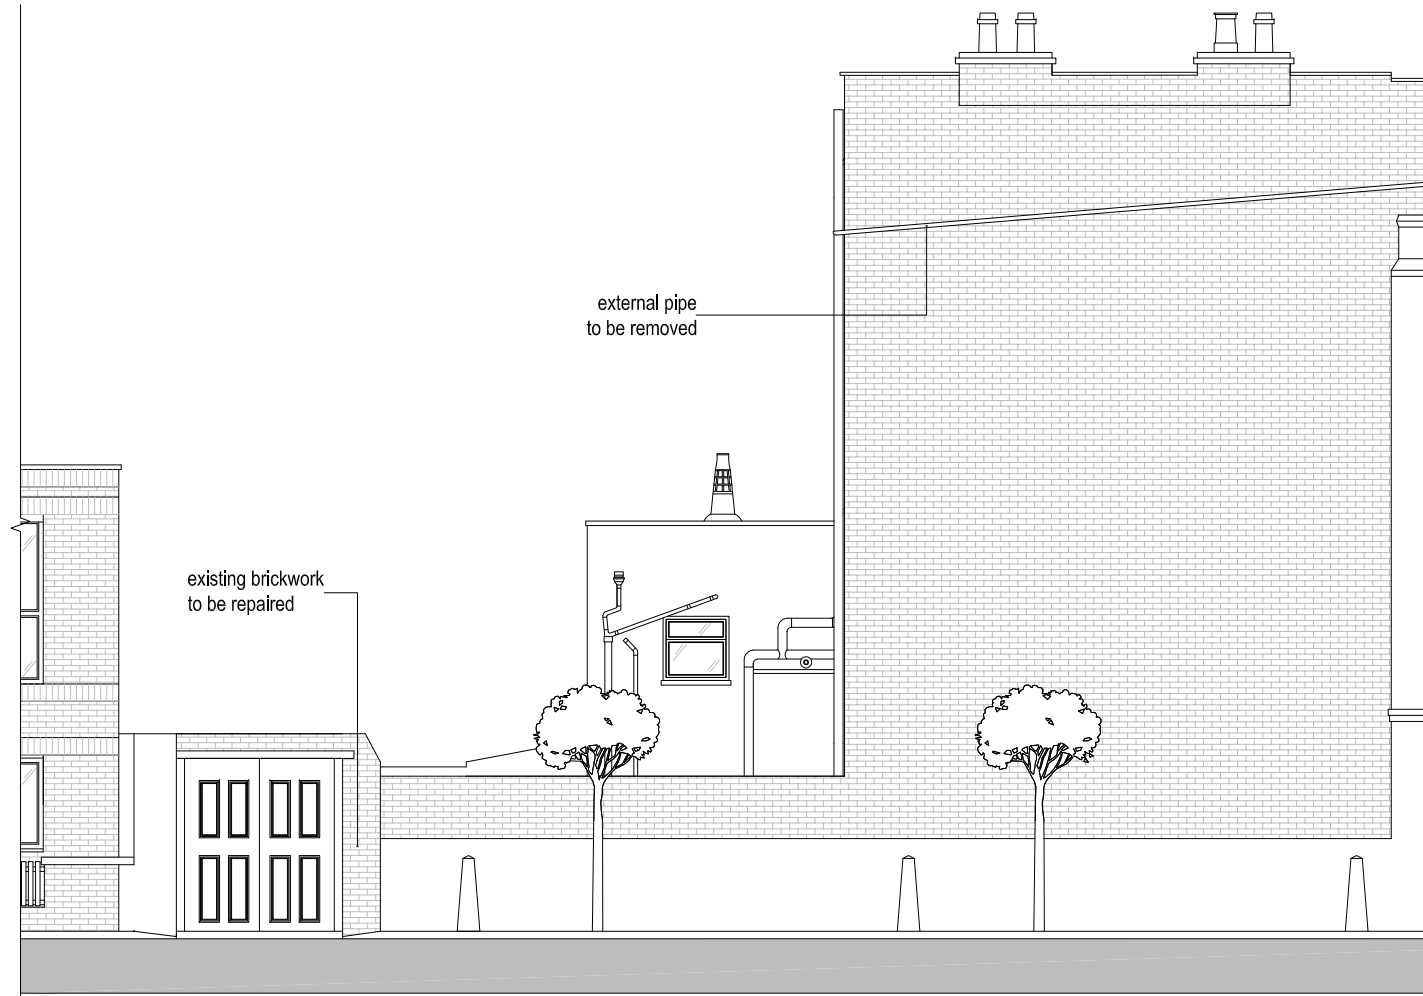 external pipe
to be removed
existing brickwork
to be repaired